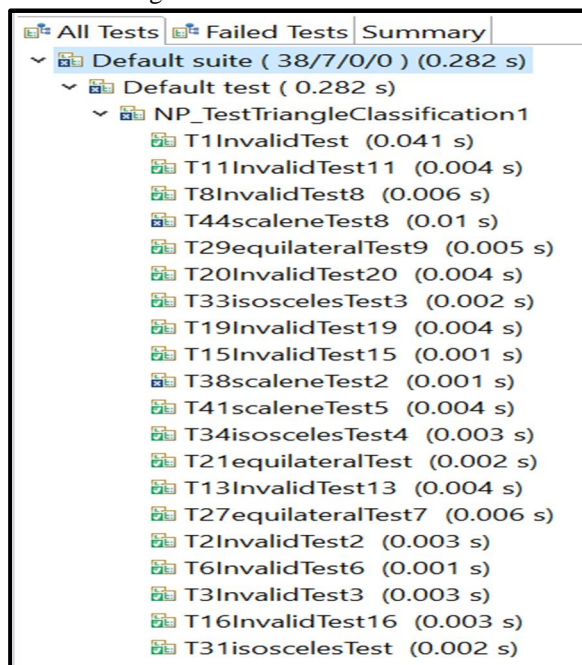 All Tests Failed Tests Summary
Default suite ( 38/7/0/0 ) (0.282 s)
Default test ( 0.282 s)
NP_TestTriangleClassification1
T1InvalidTest (0.041 s)
T11InvalidTest11 (0.004 s)
T8InvalidTest8 (0.006 s)
T44scaleneTest8 (0.01 s)
T29equilateralTest9 (0.005 s)
T20InvalidTest20 (0.004 s)
T33isoscelesTest3 (0.002 s)
T19InvalidTest19 (0.004 s)
T15InvalidTest15 (0.001 s)
T38scaleneTest2 (0.001 s)
T41scaleneTest5 (0.004 s)
T34isoscelesTest4 (0.003 s)
T21equilateralTest (0.002 s)
T13InvalidTest13 (0.004 s)
T27equilateralTest7 (0.006 s)
T2InvalidTest2 (0.003 s)
T6InvalidTest6 (0.001 s)
T3InvalidTest3 (0.003 s)
T16InvalidTest16 (0.003 s)
T31isoscelesTest (0.002 s)